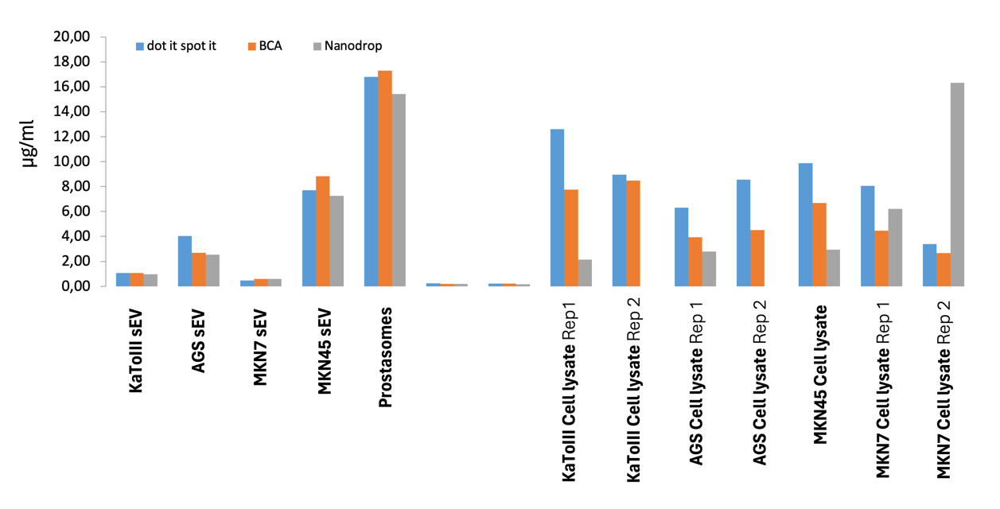 20,00
18,00
16,00
14,00
12,00
10,00
8,00
6,00
4,00
2,00
0,00
µg/ml
dot it spot it
BCA
Nanodrop
KaToIII sEV
AGS sEV
MKN7 sEV
MKN45 sEV
Prostasomes
KaToIII Cell lysate Rep1
KaToIII Cell lysate Rep 2
AGS Cell lysate Rep 1
AGS Cell lysate Rep 2
MKN45 Cell lysate
MKN7 Cell lysate Rep 1
MKN7 Cell lysate Rep 2